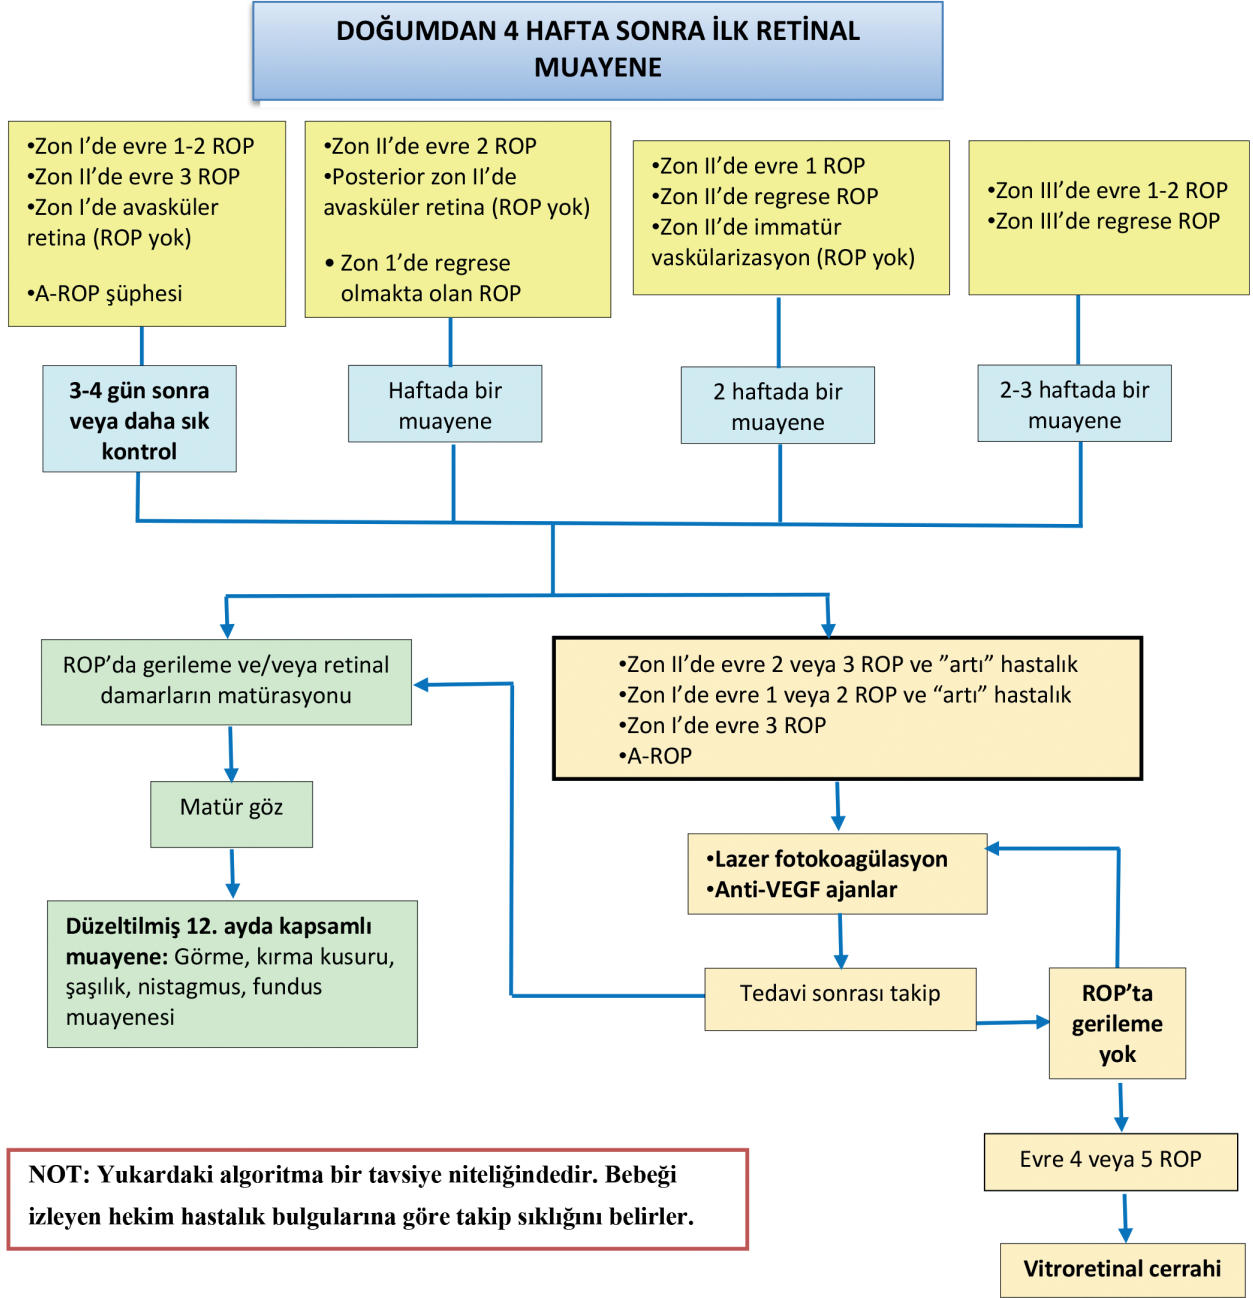 DOĞUMDAN 4 HAFTA SONRA İLK RETİNAL
MUAYENE
•Zon I’de evre 1-2 ROP
•Zon II’de evre 3 ROP
•Zon I’de avasküler
retina (ROP yok)
•A-ROP şüphesi
•Zon II’de evre 2 ROP
•Posterior zon II’de
avasküler retina (ROP yok)
• Zon 1’de regrese
olmakta olan ROP
•Zon II’de evre 1 ROP
•Zon II’de regrese ROP
•Zon II’de immatür
vaskülarizasyon (ROP yok)
•Zon III’de evre 1-2 ROP
•Zon III’de regrese ROP
3-4 gün sonra
veya daha sık
kontrol
Haftada bir
muayene
2 haftada bir
muayene
2-3 haftada bir
muayene
ROP’da gerileme ve/veya retinal
damarların matürasyonu
•Zon II’de evre 2 veya 3 ROP ve ”artı” hastalık
•Zon I’de evre 1 veya 2 ROP ve “artı” hastalık
•Zon I’de evre 3 ROP
•A-ROP
Matür göz
•Lazer fotokoagülasyon
•Anti-VEGF ajanlar
Düzeltilmiş 12. ayda kapsamlı
muayene: Görme, kırma kusuru,
şaşılık, nistagmus, fundus
muayenesi
Tedavi sonrası takip
ROP’ta
gerileme
yok
Evre 4 veya 5 ROP
Vitroretinal cerrahi
NOT: Yukardaki algoritma bir tavsiye niteliğindedir. Bebeği
izleyen hekim hastalık bulgularına göre takip sıklığını belirler.